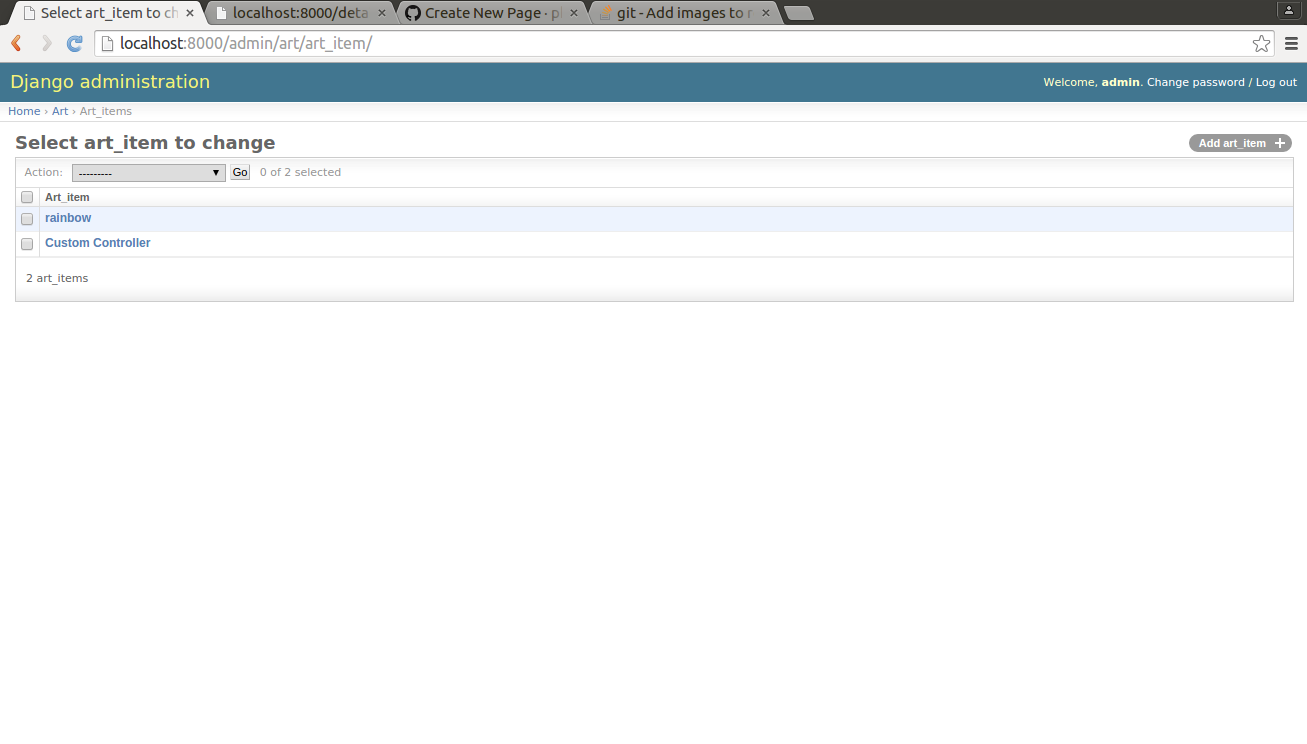 Select art_item to ch
localhost:8000/deta
Create New Page · pl
git - Add images to r
localhost:8000/admin/art/art_item/
Django administration
Welcome, admin. Change password / Log out
Home › Art › Art_items
Select art_item to change
Add art_item +
Action: --------- Go 0 of 2 selected
Art_item
rainbow
Custom Controller
2 art_items